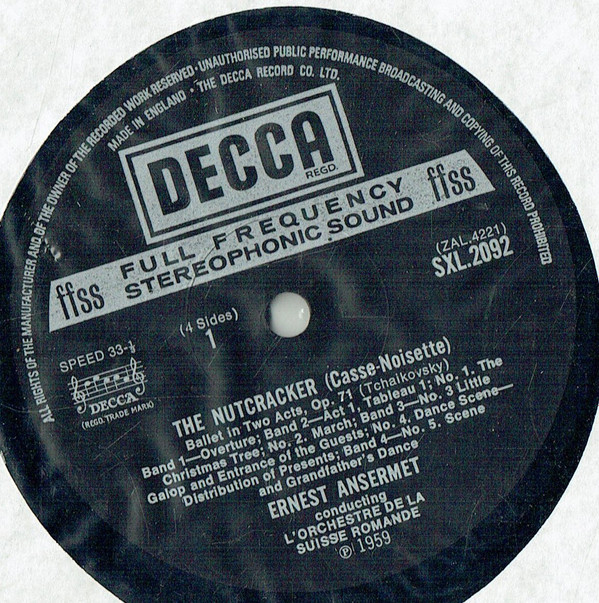 ALL RIGHTS OF THE MANUFACTURER AND OF THE OWNER OF THE RECORDED WORK RESERVED · UNAUTHORISED PUBLIC PERFORMANCE BROADCASTING AND COPYING OF THIS RECORD PROHIBITED
MADE IN ENGLAND · THE DECCA RECORD CO. LTD.
DECCA
REGD.
ffss FULL FREQUENCY ffss
STEREOPHONIC SOUND
(ZAL.4221)
SXL.2092
(4 Sides)
1
SPEED 33-⅓
DECCA
(REGD. TRADE MARK)
THE NUTCRACKER (Casse-Noisette)
Ballet in Two Acts, Op. 71 (Tchaikovsky)
Band 1—Overture; Band 2—Act 1, Tableau 1; No. 1. The
Christmas Tree; No. 2. March; Band 3—No. 3 Little
Galop and Entrance of the Guests; No. 4. Dance Scene—
Distribution of Presents; Band 4—No. 5. Scene
and Grandfather's Dance
ERNEST ANSERMET
conducting
L'ORCHESTRE DE LA
SUISSE ROMANDE
℗ 1959